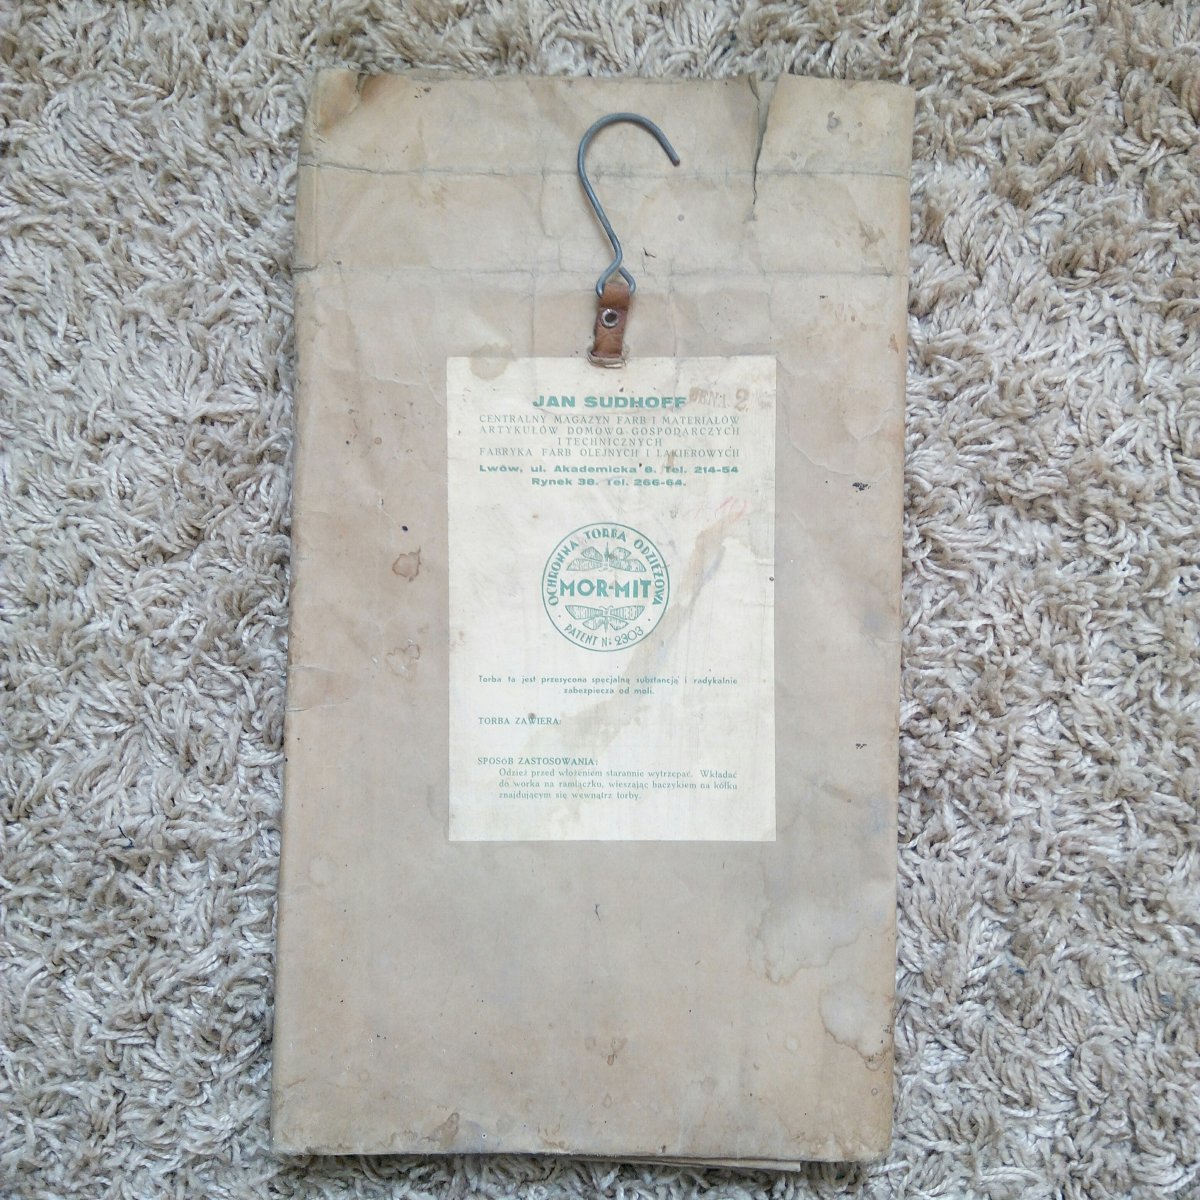 JAN SUDHOFF
CENA 2
CENTRALNY MAGAZYN FARB I MATERIAŁÓW
ARTYKUŁÓW DOMOWO-GOSPODARCZYCH
I TECHNICZNYCH
FABRYKA FARB OLEJNYCH I LAKIEROWYCH
Lwów, ul. Akademicka 8. Tel. 214-54
Rynek 38. Tel. 266-64.
OCHRONNA TORBA ODZIEŻOWA
MOR-MIT
PATENT N: 2303
Torba ta jest przesycona specjalną substancją i radykalnie
zabezpiecza od moli.
TORBA ZAWIERA:
SPOSÓB ZASTOSOWANIA:
Odzież przed włożeniem starannie wytrzepać. Wkładać
do worka na ramiączku, wieszając haczykiem na kółku
znajdującym się wewnątrz torby.